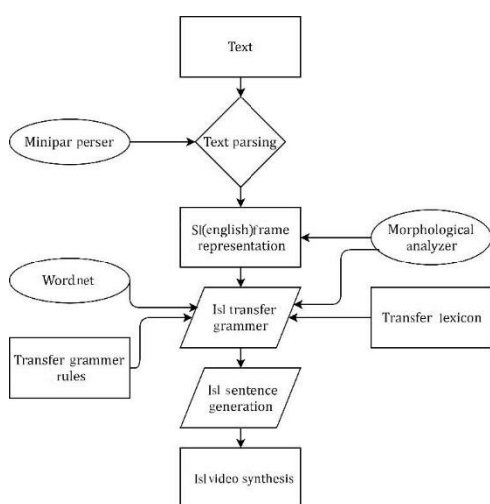 Text
Minipar perser
Text parsing
Sl(english)frame
representation
Morphological
analyzer
Wordnet
Isl transfer
grammer
Transfer lexicon
Transfer grammer
rules
Isl sentence
generation
Isl video synthesis